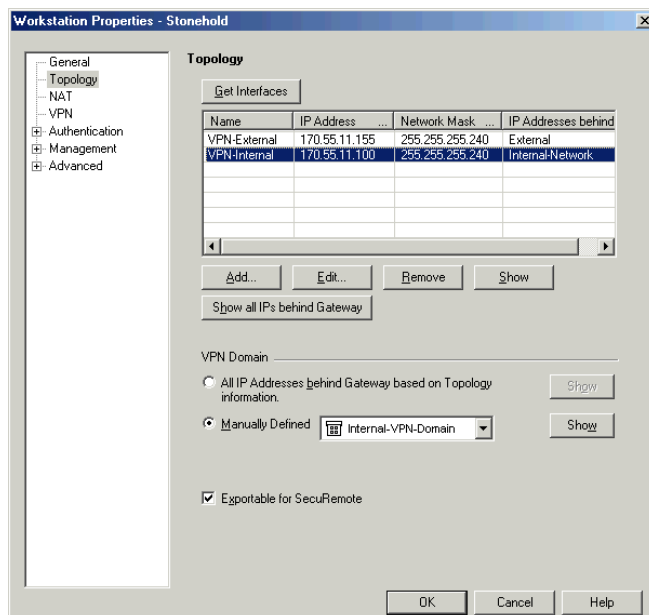 Workstation Properties - Stonehold
General
Topology
NAT
VPN
Authentication
Management
Advanced
Topology
Get Interfaces
Name IP Address ... Network Mask ... IP Addresses behind
VPN-External 170.55.11.155 255.255.255.240 External
VPN-Internal 170.55.11.100 255.255.255.240 Internal-Network
Add... Edit... Remove Show
Show all IPs behind Gateway
VPN Domain
All IP Addresses behind Gateway based on Topology
information.
Show
Manually Defined Internal-VPN-Domain Show
Exportable for SecuRemote
OK Cancel Help